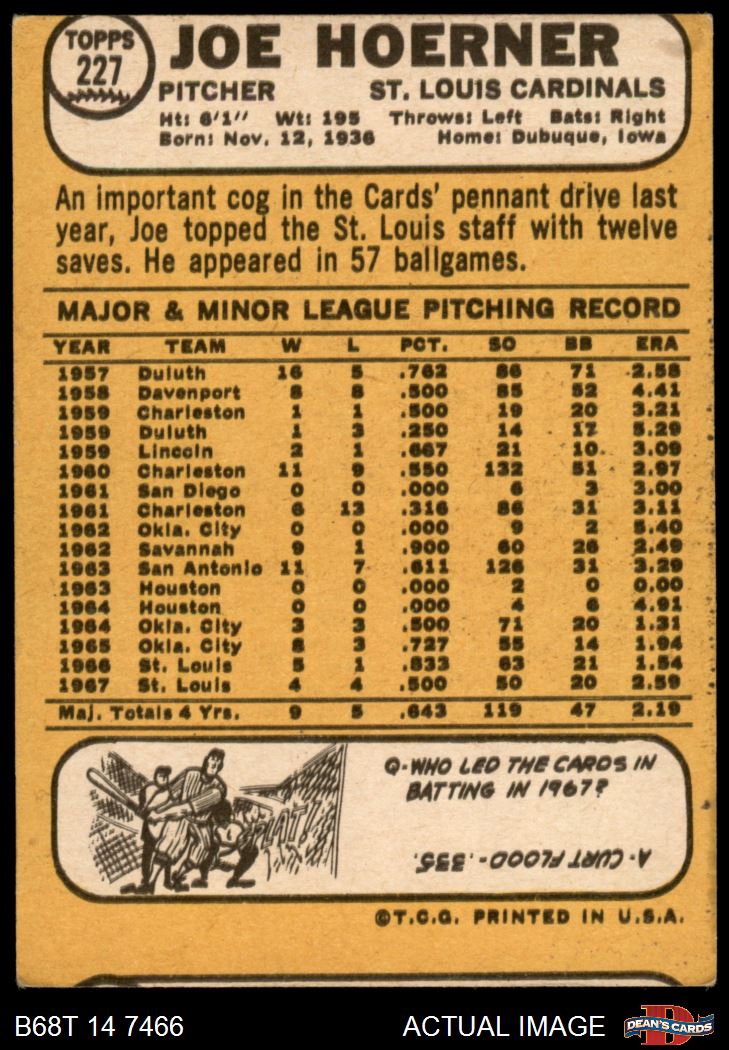 TOPPS
227
JOE HOERNER
PITCHER ST. LOUIS CARDINALS
Ht: 6'1" Wt: 195 Throws: Left Bats: Right
Born: Nov. 12, 1936 Home: Dubuque, Iowa
An important cog in the Cards' pennant drive last
year, Joe topped the St. Louis staff with twelve
saves. He appeared in 57 ballgames.
MAJOR & MINOR LEAGUE PITCHING RECORD
YEAR TEAM W L PCT. SO BB ERA
1957 Duluth 16 5 .762 86 71 2.58
1958 Davenport 8 8 .500 85 52 4.41
1959 Charleston 1 1 .500 19 20 3.21
1959 Duluth 1 3 .250 14 17 5.29
1959 Lincoln 2 1 .667 21 10 3.09
1960 Charleston 11 9 .550 132 51 2.97
1961 San Diego 0 0 .000 6 3 3.00
1961 Charleston 6 13 .316 86 31 3.11
1962 Okla. City 0 0 .000 9 2 5.40
1962 Savannah 9 1 .900 60 26 2.49
1963 San Antonio 11 7 .611 126 31 3.29
1963 Houston 0 0 .000 2 0 0.00
1964 Houston 0 0 .000 4 6 4.91
1964 Okla. City 3 3 .500 71 20 1.31
1965 Okla. City 8 3 .727 55 14 1.94
1966 St. Louis 5 1 .833 63 21 1.54
1967 St. Louis 4 4 .500 50 20 2.59
Maj. Totals 4 Yrs. 9 5 .643 119 47 2.19
SPLAT!
Q-WHO LED THE CARDS IN
BATTING IN 1967?
A-CURT FLOOD-.335.
©T.C.G. PRINTED IN U.S.A.
B68T 14 7466 ACTUAL IMAGE
D
DEAN'S CARDS